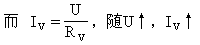 而 I_V = U/R_V, 随U↑, I_V↑